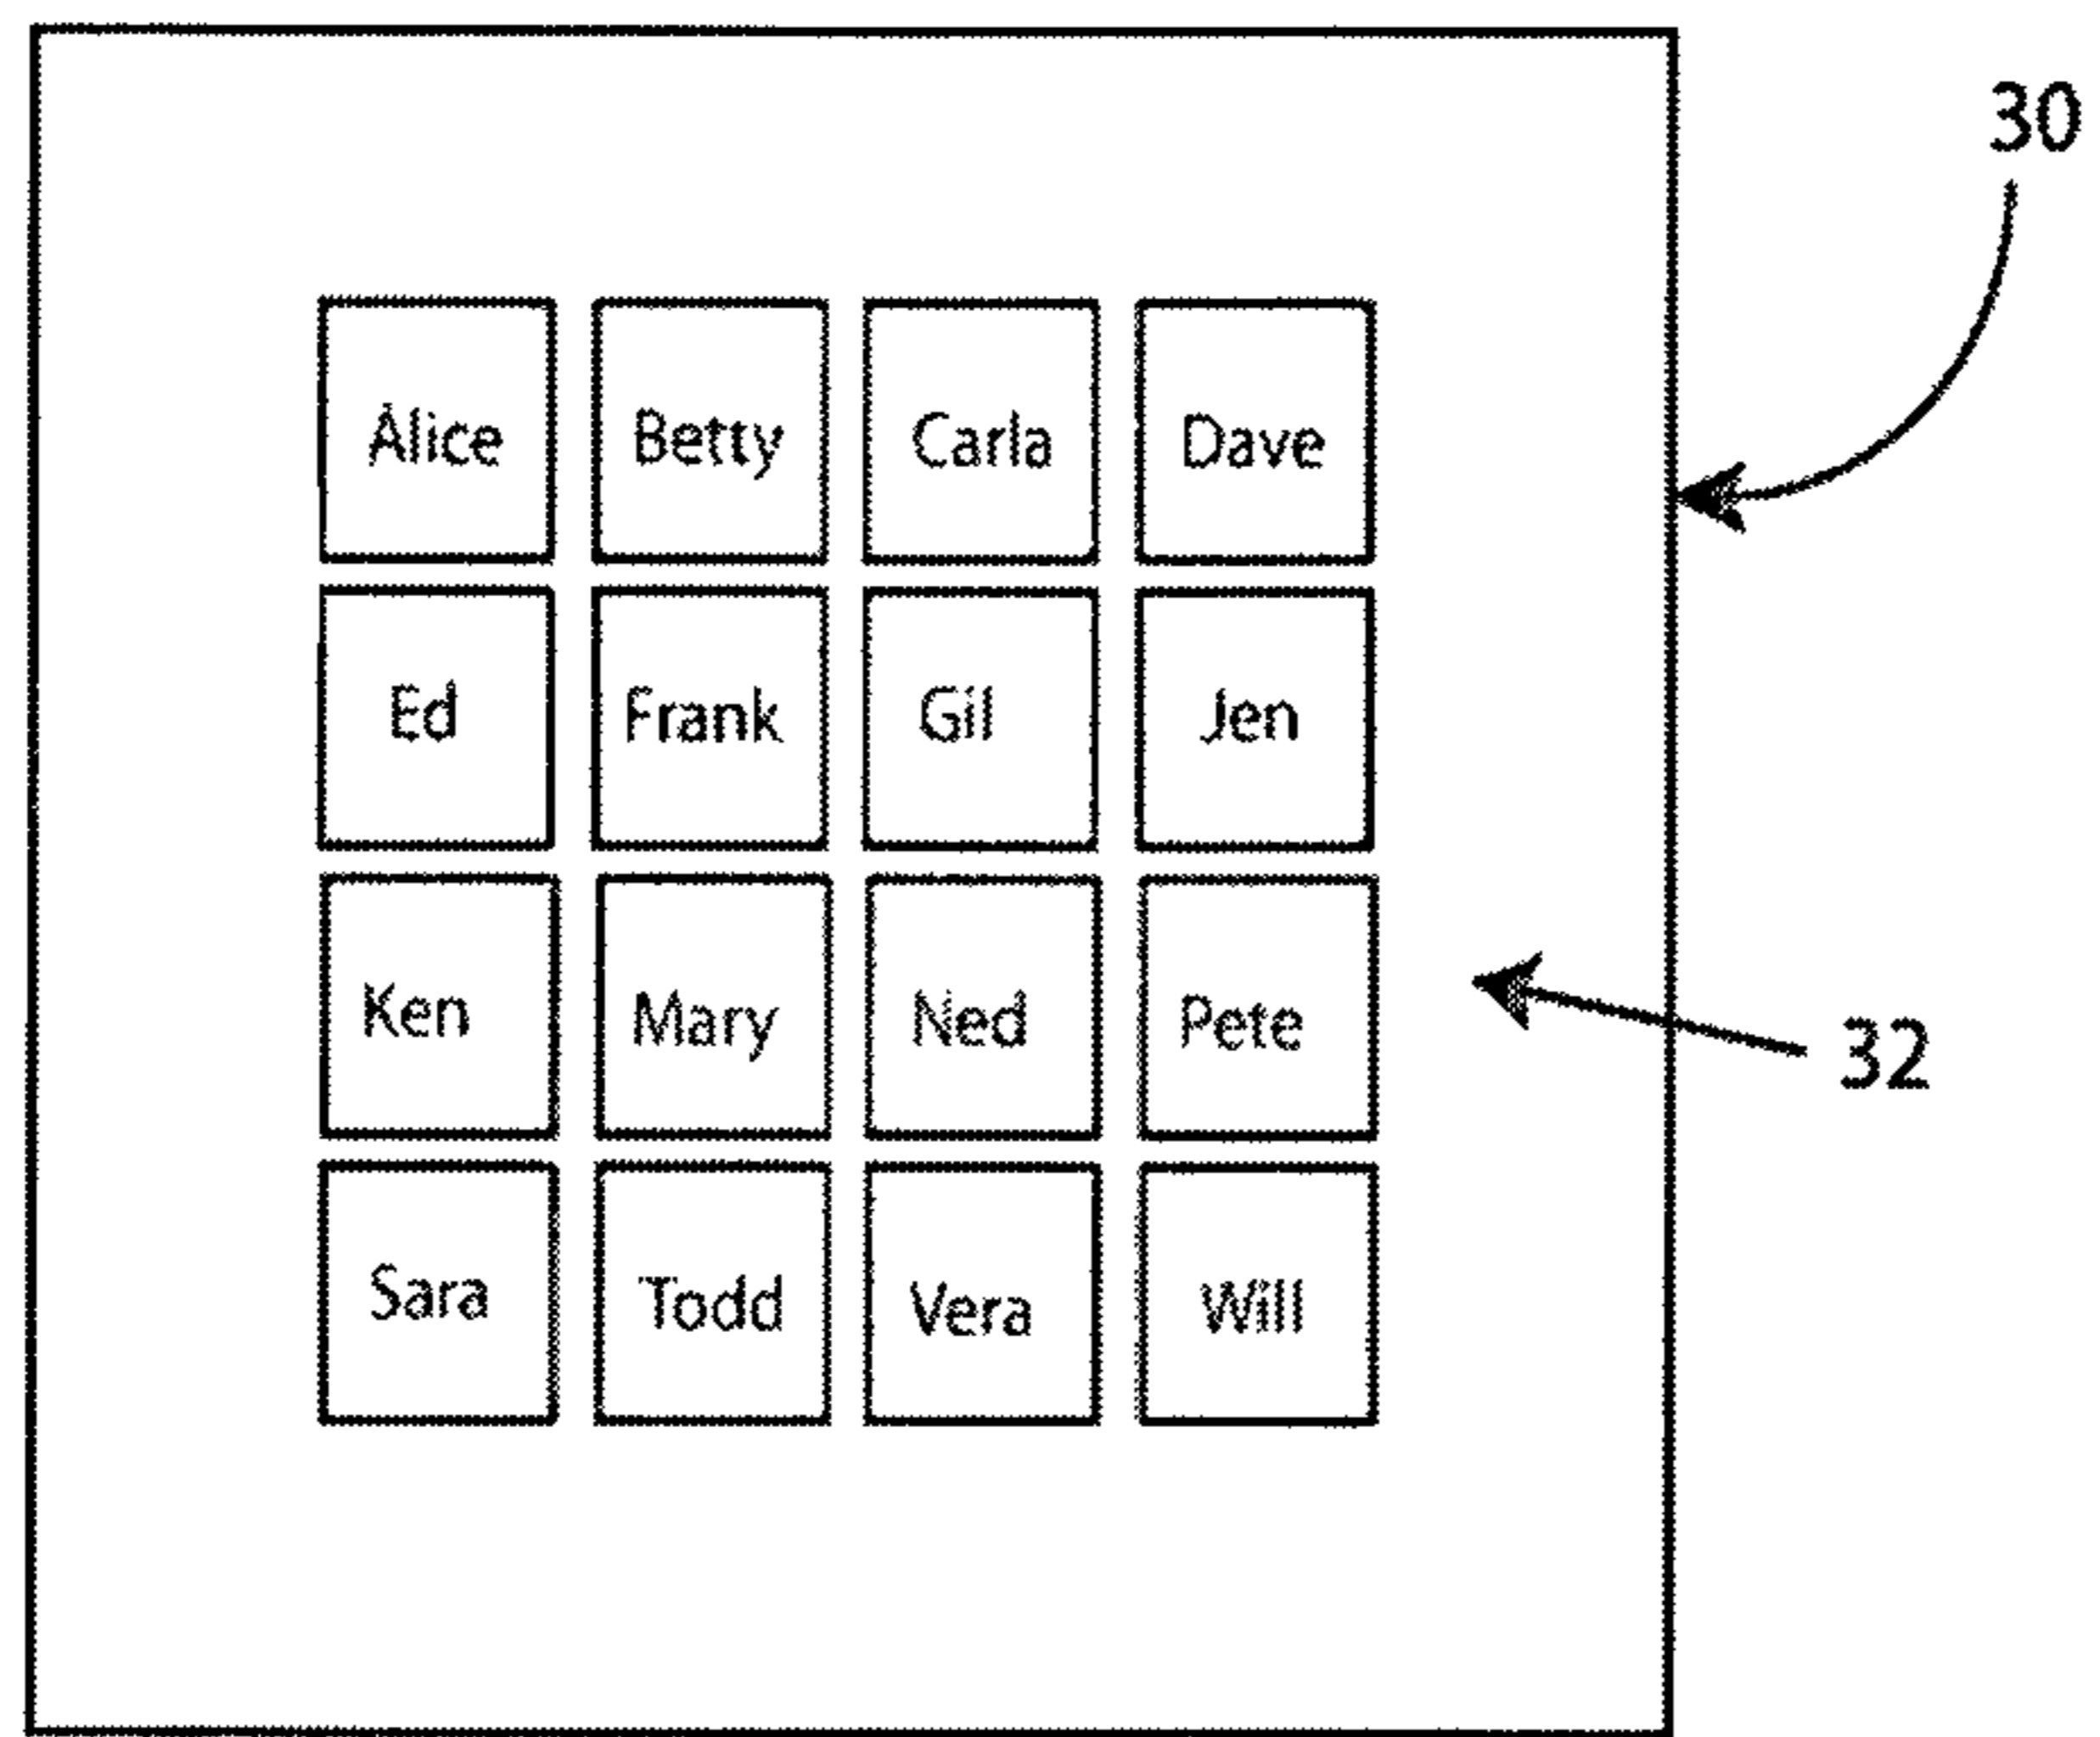 30
Alice Betty Carla Dave
Ed Frank Gil Jen
Ken Mary Ned Pete
32
Sara Todd Vera Will